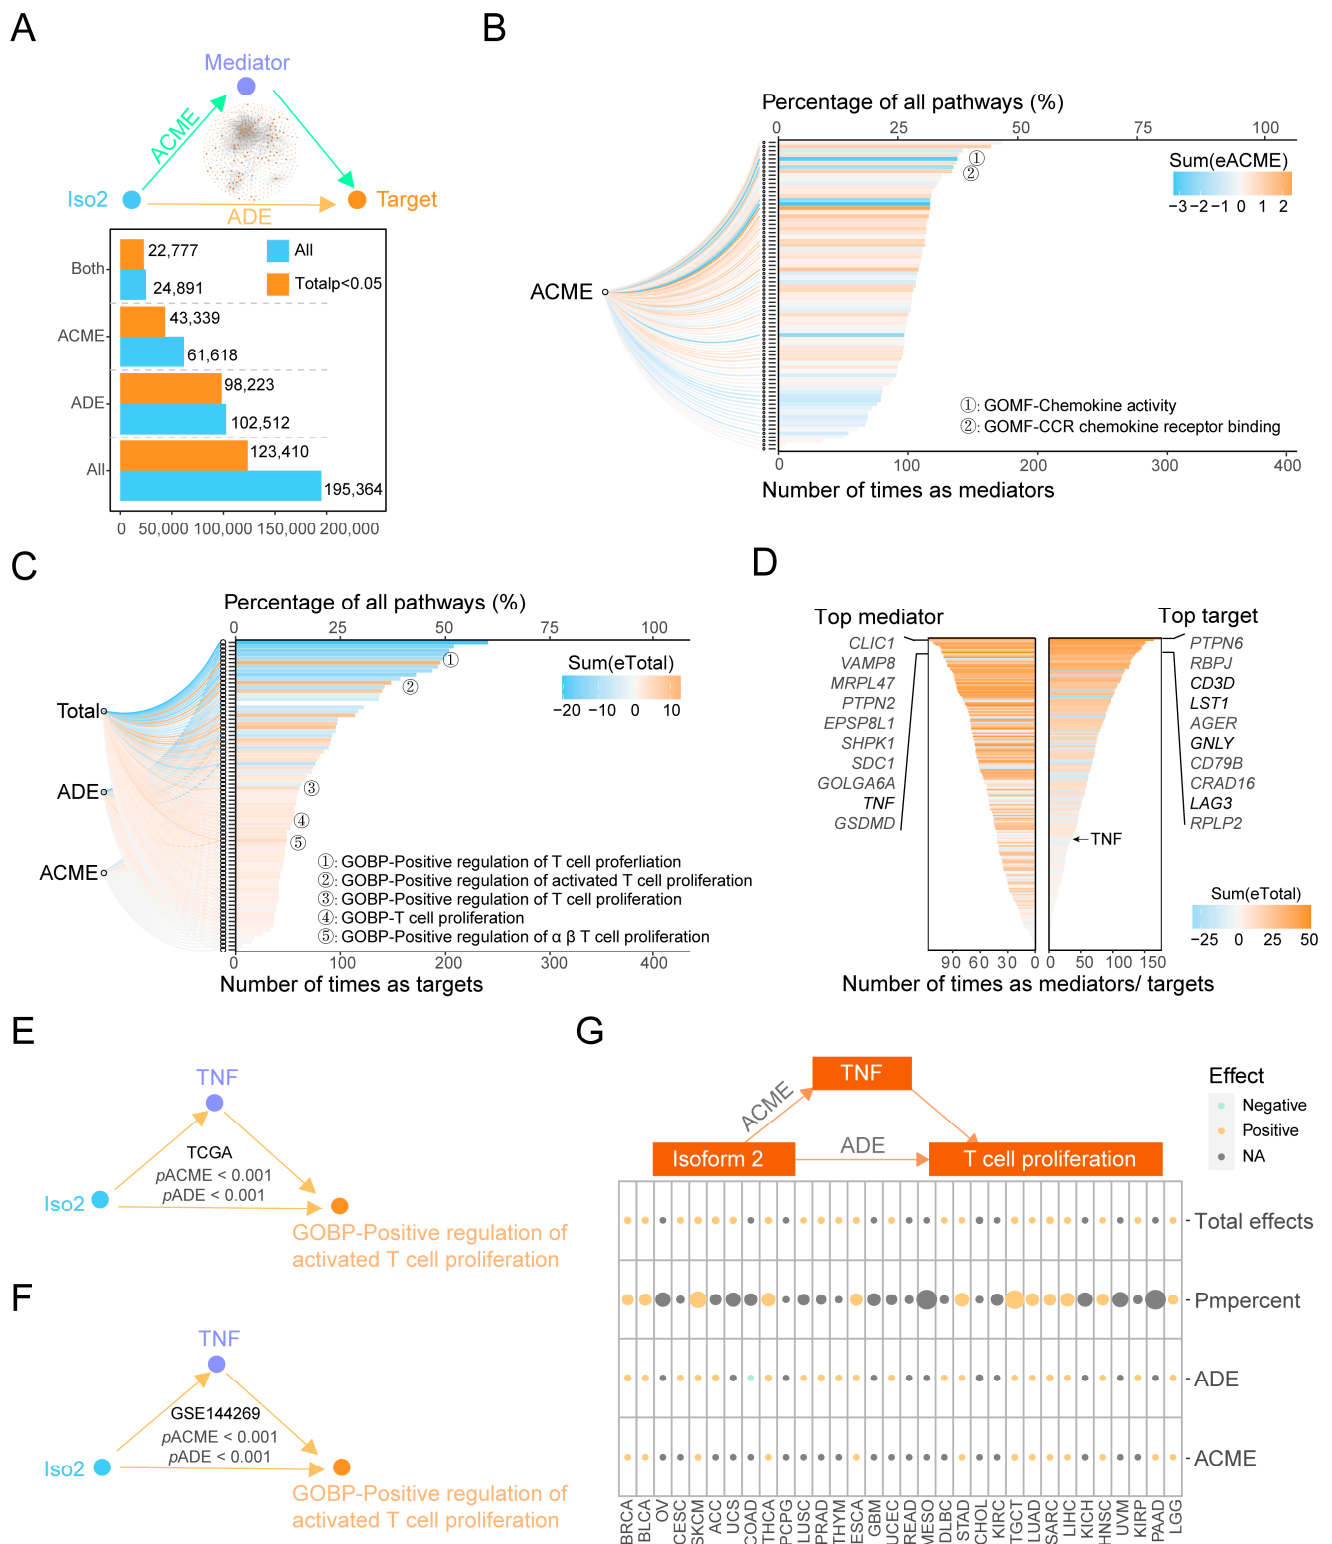 A
Mediator
ACME
Iso2
Target
ADE
All
Totalp<0.05
Both
22,777
24,891
ACME
43,339
61,618
ADE
98,223
102,512
All
123,410
195,364
0 50,000 100,000 150,000 200,000
B
Percentage of all pathways (%)
0 25 50 75 100
Sum(eACME)
−3 −2 −1 0 1 2
①
②
ACME
①: GOMF-Chemokine activity
②: GOMF-CCR chemokine receptor binding
0 100 200 300 400
Number of times as mediators
C
Percentage of all pathways (%)
0 25 50 75 100
Sum(eTotal)
−20 −10 0 10
Total
ADE
ACME
①
②
③
④
⑤
①: GOBP-Positive regulation of T cell proferliation
②: GOBP-Positive regulation of activated T cell proliferation
③: GOBP-Positive regulation of T cell proliferation
④: GOBP-T cell proliferation
⑤: GOBP-Positive regulation of α β T cell proliferation
0 100 200 300 400
Number of times as targets
D
Top mediator
CLIC1
VAMP8
MRPL47
PTPN2
EPSP8L1
SHPK1
SDC1
GOLGA6A
TNF
GSDMD
Top target
PTPN6
RBPJ
CD3D
LST1
AGER
GNLY
CD79B
CRAD16
LAG3
RPLP2
TNF
Sum(eTotal)
−25 0 25 50
90 60 30 0 0 50 100 150
Number of times as mediators/ targets
E
TNF
TCGA
pACME < 0.001
pADE < 0.001
Iso2
GOBP-Positive regulation of
activated T cell proliferation
F
TNF
GSE144269
pACME < 0.001
pADE < 0.001
Iso2
GOBP-Positive regulation of
activated T cell proliferation
G
TNF
ACME
ADE
Isoform 2
T cell proliferation
Effect
Negative
Positive
NA
Total effects
Pmpercent
ADE
ACME
BRCA
BLCA
OV
CESC
SKCM
ACC
UCS
COAD
THCA
PCPG
LUSC
PRAD
THYM
ESCA
GBM
UCEC
READ
MESO
DLBC
STAD
CHOL
KIRC
TGCT
LUAD
SARC
LIHC
KICH
HNSC
UVM
KIRP
PAAD
LGG